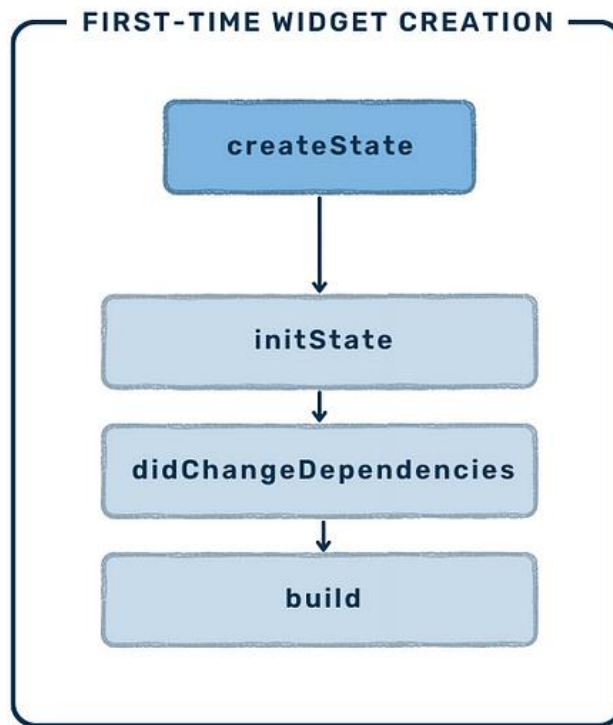 FIRST-TIME WIDGET CREATION
createState
initState
didChangeDependencies
build